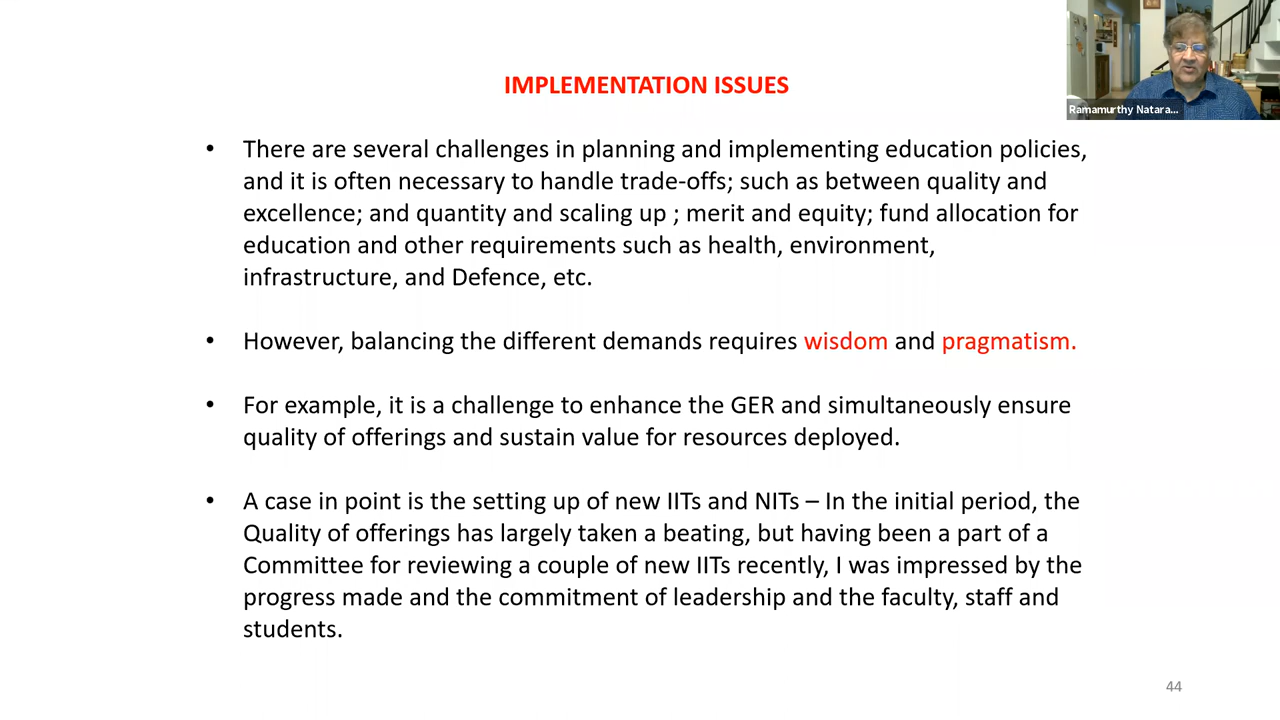 IMPLEMENTATION ISSUES
Ramamurthy Natara...
• There are several challenges in planning and implementing education policies,
and it is often necessary to handle trade-offs; such as between quality and
excellence; and quantity and scaling up ; merit and equity; fund allocation for
education and other requirements such as health, environment,
infrastructure, and Defence, etc.
• However, balancing the different demands requires wisdom and pragmatism.
• For example, it is a challenge to enhance the GER and simultaneously ensure
quality of offerings and sustain value for resources deployed.
• A case in point is the setting up of new IITs and NITs – In the initial period, the
Quality of offerings has largely taken a beating, but having been a part of a
Committee for reviewing a couple of new IITs recently, I was impressed by the
progress made and the commitment of leadership and the faculty, staff and
students.
44